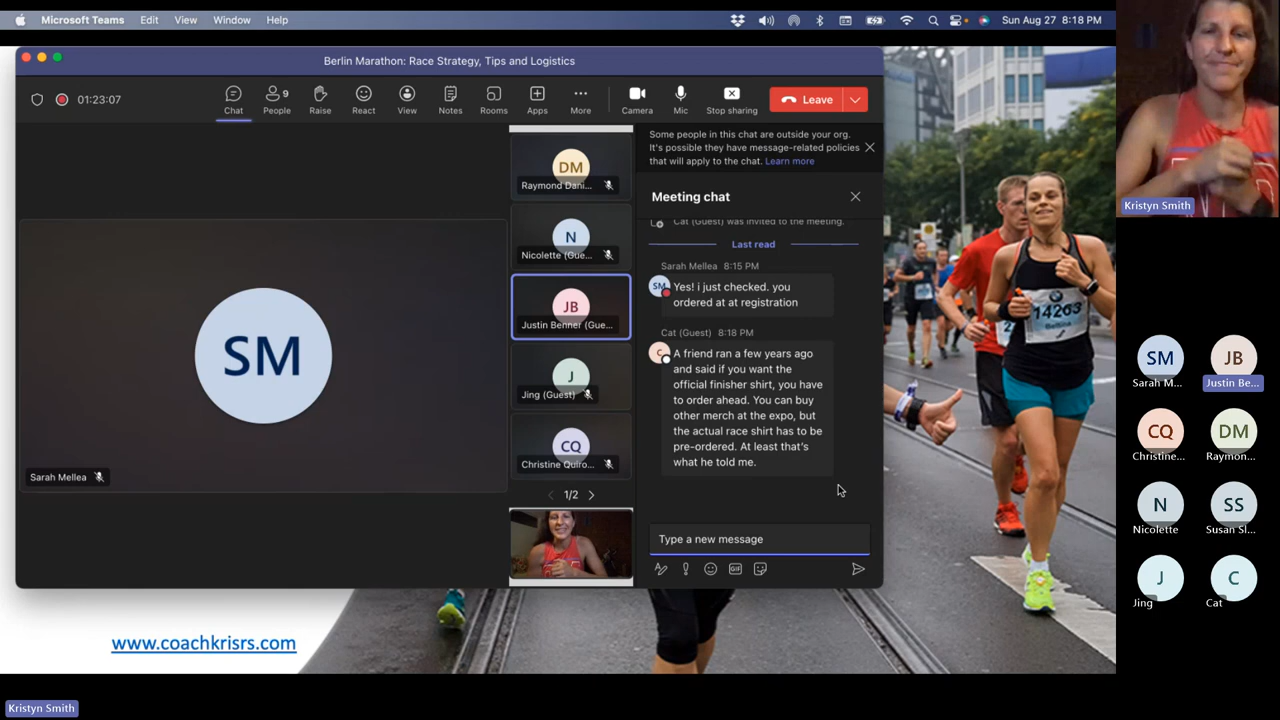 Microsoft Teams Edit View Window Help
Sun Aug 27 8:18 PM
Berlin Marathon: Race Strategy, Tips and Logistics
01:23:07
Chat
People 9
Raise
React
View
Notes
Rooms
Apps
More
Camera
Mic
Stop sharing
Leave
SM
Sarah Mellea
DM
Raymond Dani...
N
Nicolette (Gue...
JB
Justin Benner (Gue...
J
Jing (Guest)
CQ
Christine Quiro...
1/2
Some people in this chat are outside your org.
It's possible they have message-related policies
that will apply to the chat. Learn more
Meeting chat
Cat (Guest) was invited to the meeting.
Last read
Sarah Mellea 8:15 PM
SM
Yes! i just checked. you
ordered at at registration
Cat (Guest) 8:18 PM
C
A friend ran a few years ago
and said if you want the
official finisher shirt, you have
to order ahead. You can buy
other merch at the expo, but
the actual race shirt has to be
pre-ordered. At least that's
what he told me.
Type a new message
GIF
14263
Bettina
www.coachkrisrs.com
Kristyn Smith
Kristyn Smith
SM
Sarah M...
JB
Justin Be...
CQ
Christine...
DM
Raymon...
N
Nicolette
SS
Susan Sl...
J
Jing
C
Cat